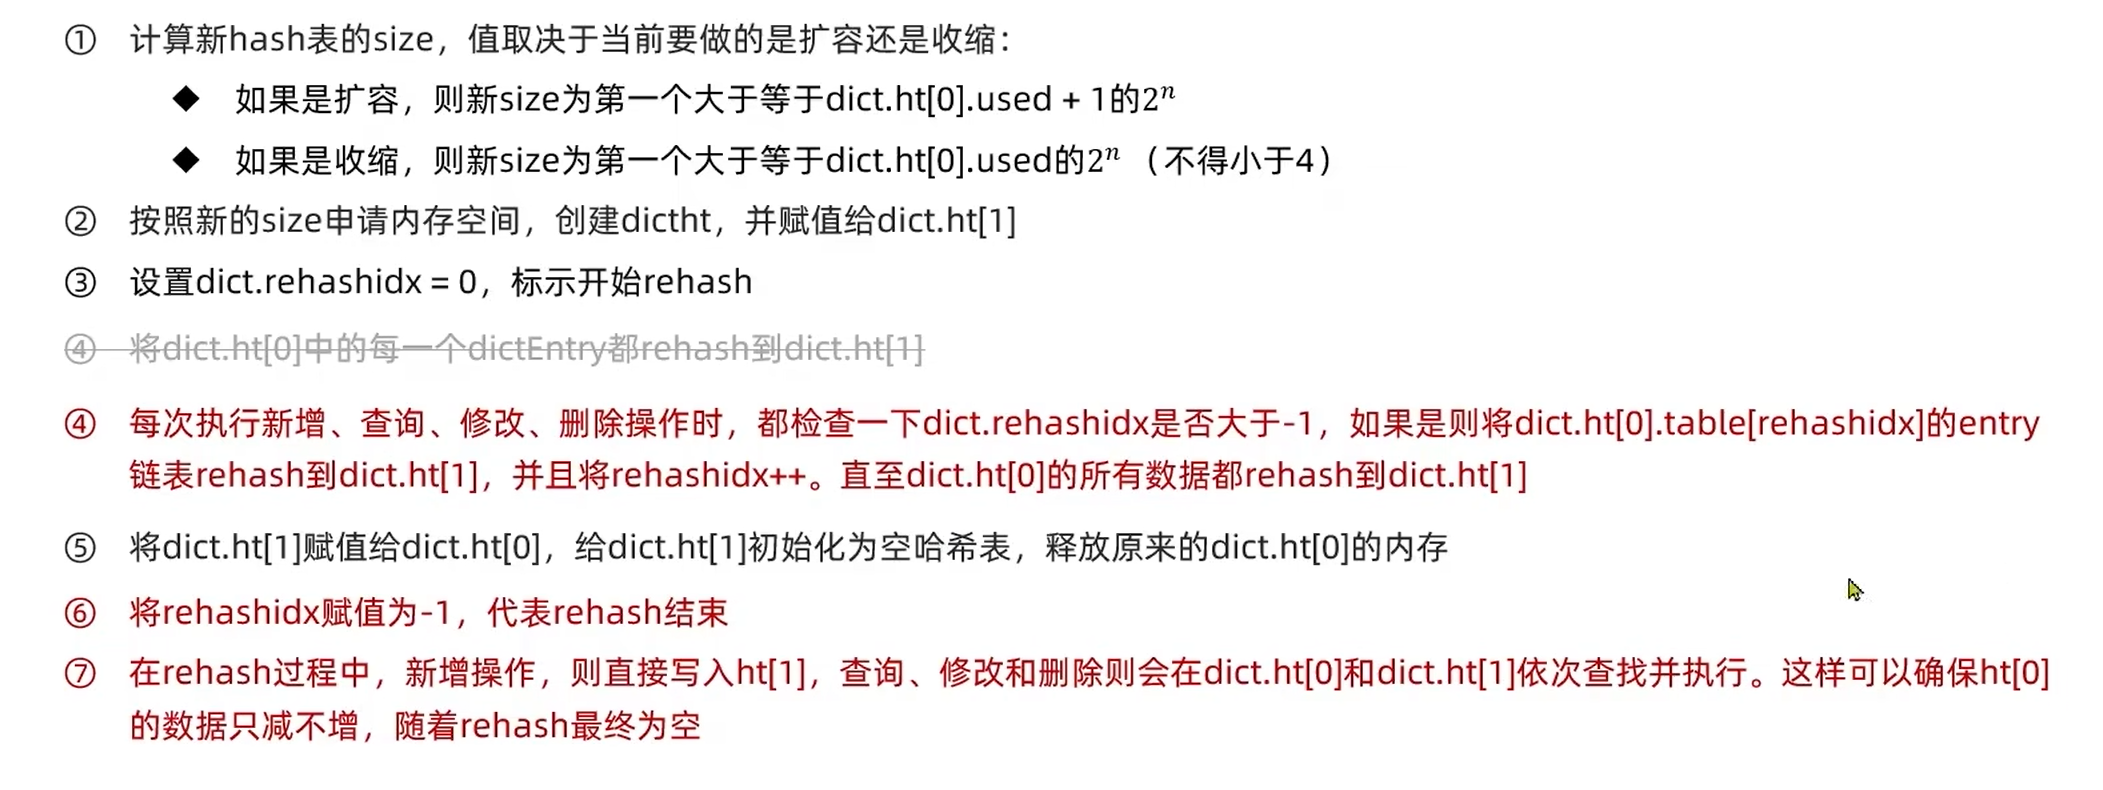 ① 计算新hash表的size，值取决于当前要做的是扩容还是收缩：
◆ 如果是扩容，则新size为第一个大于等于dict.ht[0].used + 1的2ⁿ
◆ 如果是收缩，则新size为第一个大于等于dict.ht[0].used的2ⁿ（不得小于4）
② 按照新的size申请内存空间，创建dictht，并赋值给dict.ht[1]
③ 设置dict.rehashidx = 0，标示开始rehash
④ 将dict.ht[0]中的每一个dictEntry都rehash到dict.ht[1]
④ 每次执行新增、查询、修改、删除操作时，都检查一下dict.rehashidx是否大于-1，如果是则将dict.ht[0].table[rehashidx]的entry
链表rehash到dict.ht[1]，并且将rehashidx++。直至dict.ht[0]的所有数据都rehash到dict.ht[1]
⑤ 将dict.ht[1]赋值给dict.ht[0]，给dict.ht[1]初始化为空哈希表，释放原来的dict.ht[0]的内存
⑥ 将rehashidx赋值为-1，代表rehash结束
⑦ 在rehash过程中，新增操作，则直接写入ht[1]，查询、修改和删除则会在dict.ht[0]和dict.ht[1]依次查找并执行。这样可以确保ht[0]
的数据只减不增，随着rehash最终为空